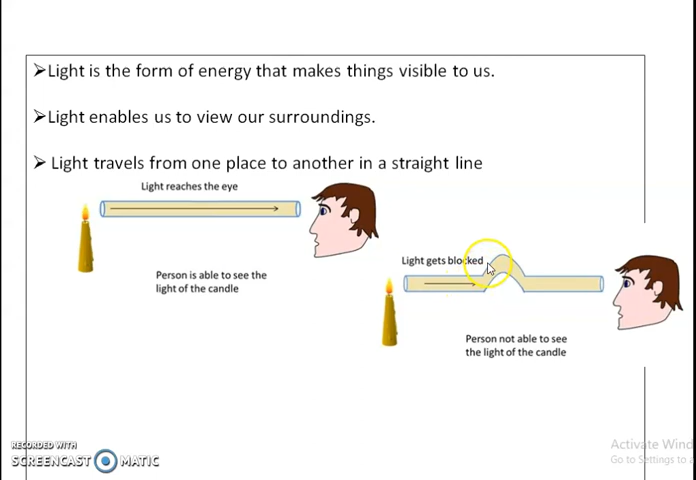 ➢Light is the form of energy that makes things visible to us.
➢Light enables us to view our surroundings.
➢ Light travels from one place to another in a straight line
Light reaches the eye
Person is able to see the
light of the candle
Light gets blocked
Person not able to see
the light of the candle
RECORDED WITH
SCREENCAST MATIC
Activate Wind
Go to Settings to a